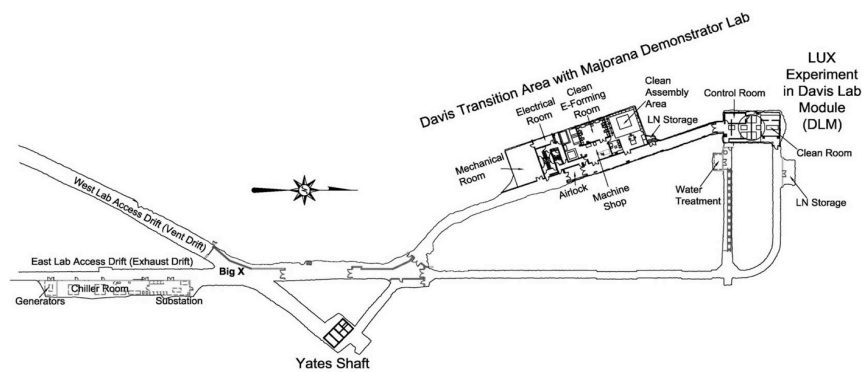 Davis Transition Area with Majorana Demonstrator Lab
LUX
Experiment
in Davis Lab
Module
(DLM)
Electrical
Room
Clean
E-Forming
Room
Clean
Assembly
Area
LN Storage
Control Room
Clean Room
Mechanical
Room
Airlock
Machine
Shop
Water
Treatment
LN Storage
West Lab Access Drift (Vent Drift)
East Lab Access Drift (Exhaust Drift)
Big X
Chiller Room
Generators
Substation
Yates Shaft